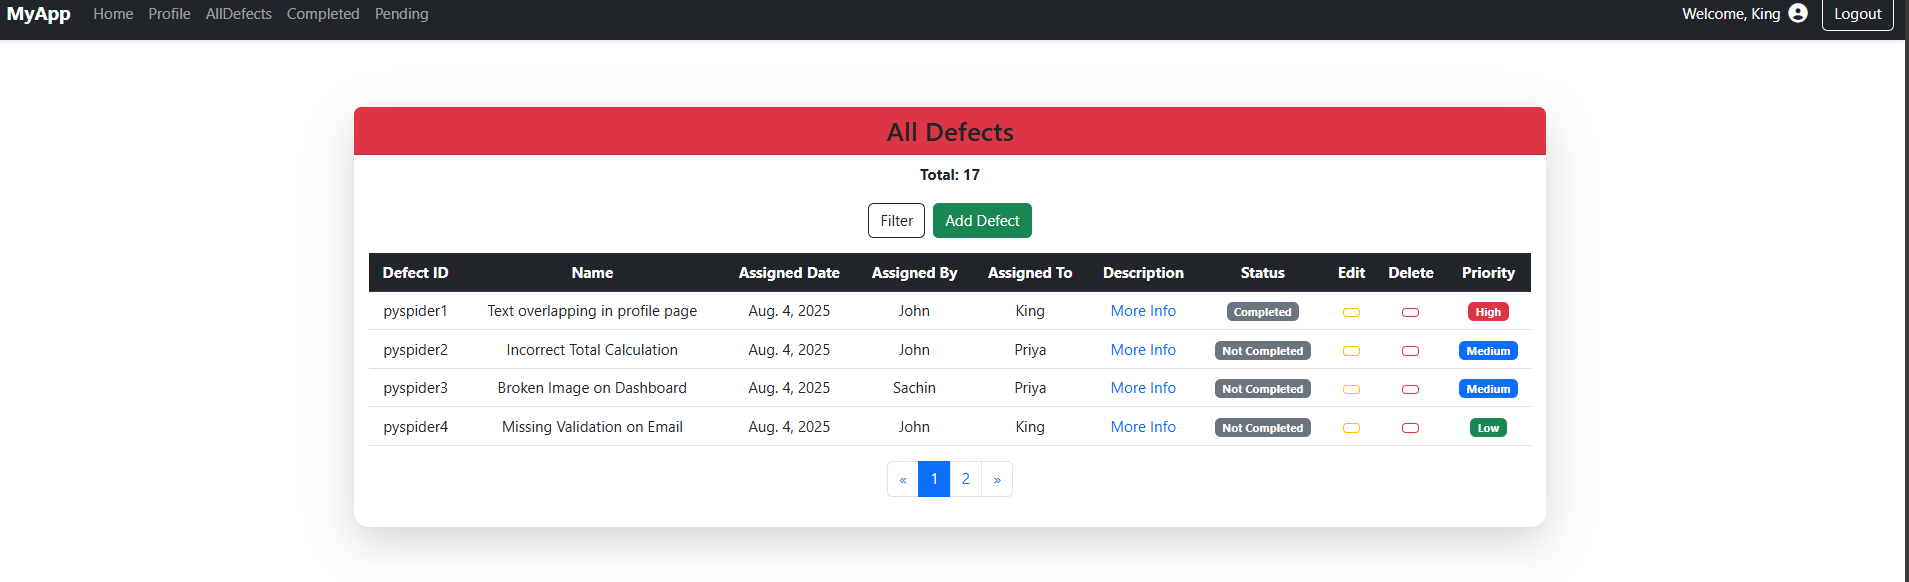 MyApp Home Profile AllDefects Completed Pending Welcome, King Logout
All Defects
Total: 17
Filter Add Defect
Defect ID Name Assigned Date Assigned By Assigned To Description Status Edit Delete Priority
pyspider1 Text overlapping in profile page Aug. 4, 2025 John King More Info Completed High
pyspider2 Incorrect Total Calculation Aug. 4, 2025 John Priya More Info Not Completed Medium
pyspider3 Broken Image on Dashboard Aug. 4, 2025 Sachin Priya More Info Not Completed Medium
pyspider4 Missing Validation on Email Aug. 4, 2025 John King More Info Not Completed Low
« 1 2 »